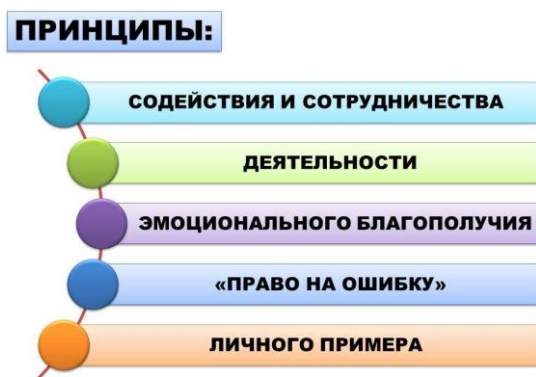 ПРИНЦИПЫ:
СОДЕЙСТВИЯ И СОТРУДНИЧЕСТВА
ДЕЯТЕЛЬНОСТИ
ЭМОЦИОНАЛЬНОГО БЛАГОПОЛУЧИЯ
«ПРАВО НА ОШИБКУ»
ЛИЧНОГО ПРИМЕРА